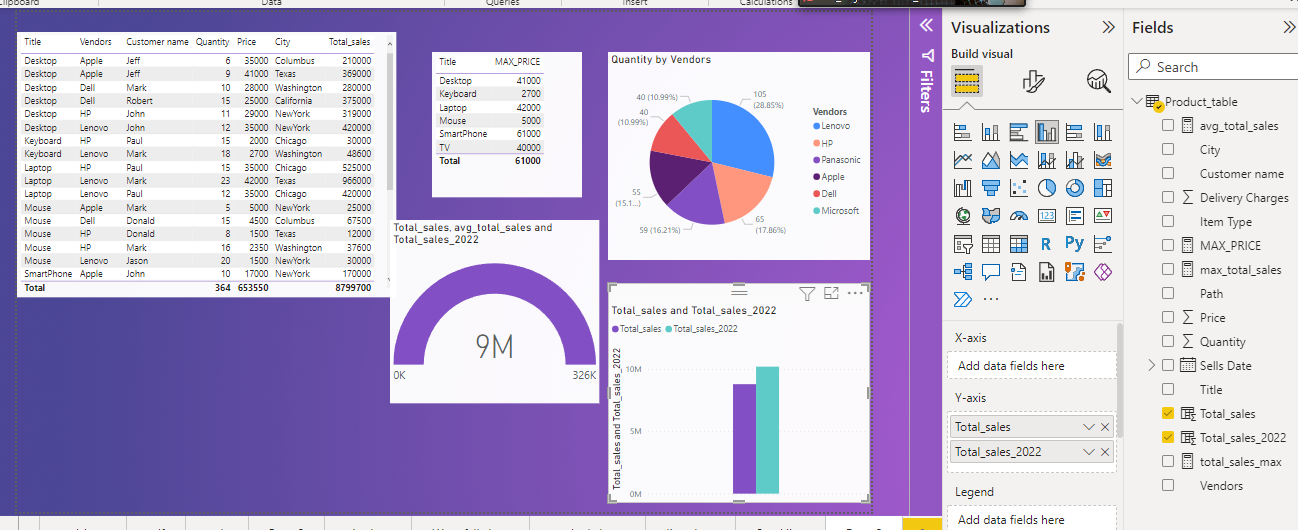 Data
Queries
Insert
Calculations
Title Vendors Customer name Quantity Price City Total_sales
Desktop Apple Jeff 6 35000 Columbus 210000
Desktop Apple Jeff 9 41000 Texas 369000
Desktop Dell Mark 10 28000 Washington 280000
Desktop Dell Robert 15 25000 California 375000
Desktop HP John 11 29000 NewYork 319000
Desktop Lenovo John 12 35000 NewYork 420000
Keyboard HP Paul 15 2000 Chicago 30000
Keyboard Lenovo Mark 18 2700 Washington 48600
Laptop HP Paul 15 35000 Chicago 525000
Laptop Lenovo Mark 23 42000 Texas 966000
Laptop Lenovo Paul 12 35000 Chicago 420000
Mouse Apple Mark 5 5000 NewYork 25000
Mouse Dell Donald 15 4500 Columbus 67500
Mouse HP Donald 8 1500 Texas 12000
Mouse HP Mark 16 2350 Washington 37600
Mouse Lenovo Jason 20 1500 NewYork 30000
SmartPhone Apple John 10 17000 NewYork 170000
Total 364 653550 8799700
Title MAX_PRICE
Desktop 41000
Keyboard 2700
Laptop 42000
Mouse 5000
SmartPhone 61000
TV 40000
Total 61000
Quantity by Vendors
105
(28.85%)
65
(17.86%)
59 (16.21%)
55
(15.1...)
40
(10.99%)
40 (10.99%)
Vendors
Lenovo
HP
Panasonic
Apple
Dell
Microsoft
Total_sales, avg_total_sales and
Total_sales_2022
9M
0K
326K
Total_sales and Total_sales_2022
Total_sales Total_sales_2022
Total_sales and Total_sales_2022
10M
5M
0M
Filters
Visualizations
Build visual
123
R
Py
X-axis
Add data fields here
Y-axis
Total_sales
Total_sales_2022
Legend
Add data fields here
Fields
Search
Product_table
avg_total_sales
City
Customer name
Delivery Charges
Item Type
MAX_PRICE
max_total_sales
Path
Price
Quantity
Sells Date
Title
Total_sales
Total_sales_2022
total_sales_max
Vendors